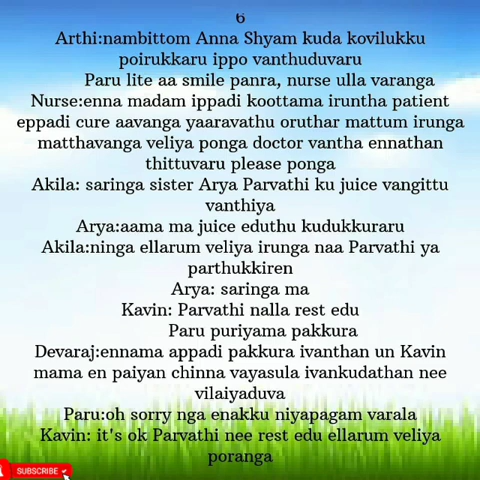 6
Arthi:nambittom Anna Shyam kuda kovilukku
poirukkaru ippo vanthuduvaru
Paru lite aa smile panra, nurse ulla varanga
Nurse:enna madam ippadi koottama iruntha patient
eppadi cure aavanga yaaravathu oruthar mattum irunga
matthavanga veliya ponga doctor vantha ennathan
thittuvaru please ponga
Akila: saringa sister Arya Parvathi ku juice vangittu
vanthiya
Arya:aama ma juice eduthu kudukkuraru
Akila:ninga ellarum veliya irunga naa Parvathi ya
parthukkiren
Arya: saringa ma
Kavin: Parvathi nalla rest edu
Paru puriyama pakkura
Devaraj:ennama appadi pakkura ivanthan un Kavin
mama en paiyan chinna vayasula ivankudathan nee
vilaiyaduva
Paru:oh sorry nga enakku niyapagam varala
Kavin: it's ok Parvathi nee rest edu ellarum veliya
poranga
SUBSCRIBE